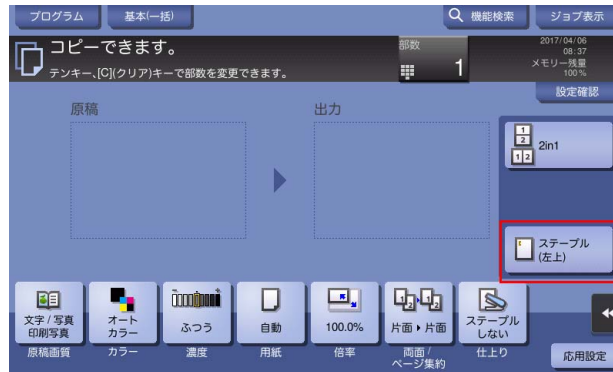 プログラム
基本(一括)
機能検索
ジョブ表示
コピーできます。
テンキー、[C](クリア)キーで部数を変更できます。
部数
1
2017/04/06
08:37
メモリー残量
100%
設定確認
原稿
出力
1
2
1 2
2in1
ステープル
(左上)
文字/写真
印刷写真
オート
カラー
ふつう
自動
100.0%
片面▶片面
ステープル
しない
原稿画質
カラー
濃度
用紙
倍率
両面/
ページ集約
仕上り
応用設定